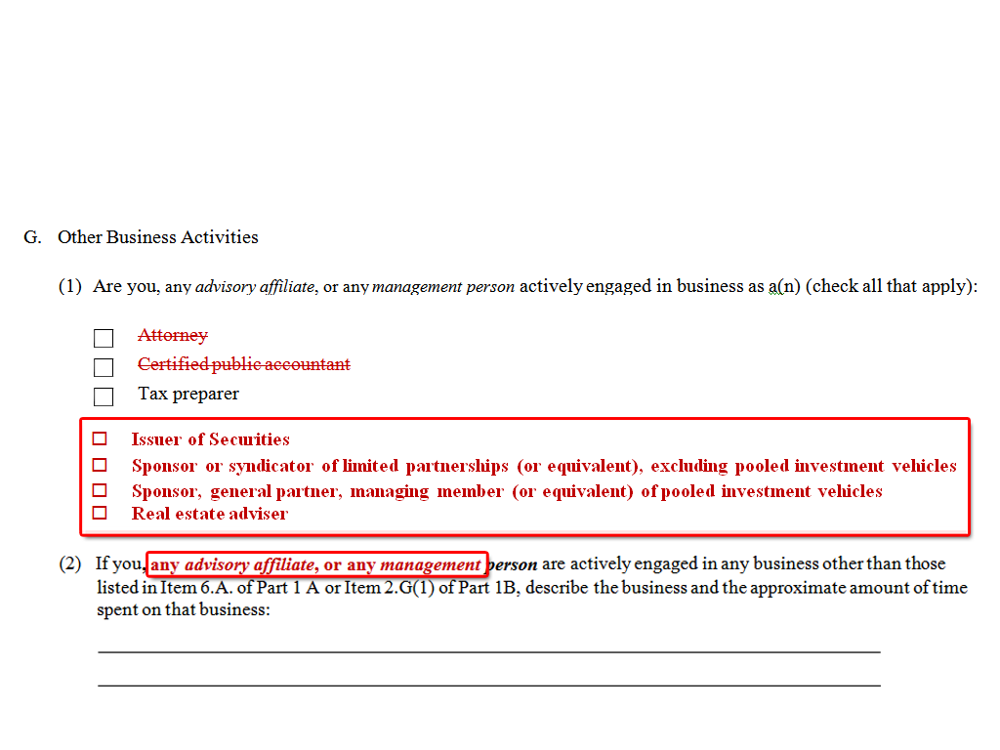 G. Other Business Activities
(1) Are you, any advisory affiliate, or any management person actively engaged in business as a(n) (check all that apply):
Attorney
Certified public accountant
Tax preparer
Issuer of Securities
Sponsor or syndicator of limited partnerships (or equivalent), excluding pooled investment vehicles
Sponsor, general partner, managing member (or equivalent) of pooled investment vehicles
Real estate adviser
(2) If you, any advisory affiliate, or any management person are actively engaged in any business other than those
listed in Item 6.A. of Part 1 A or Item 2.G(1) of Part 1B, describe the business and the approximate amount of time
spent on that business: